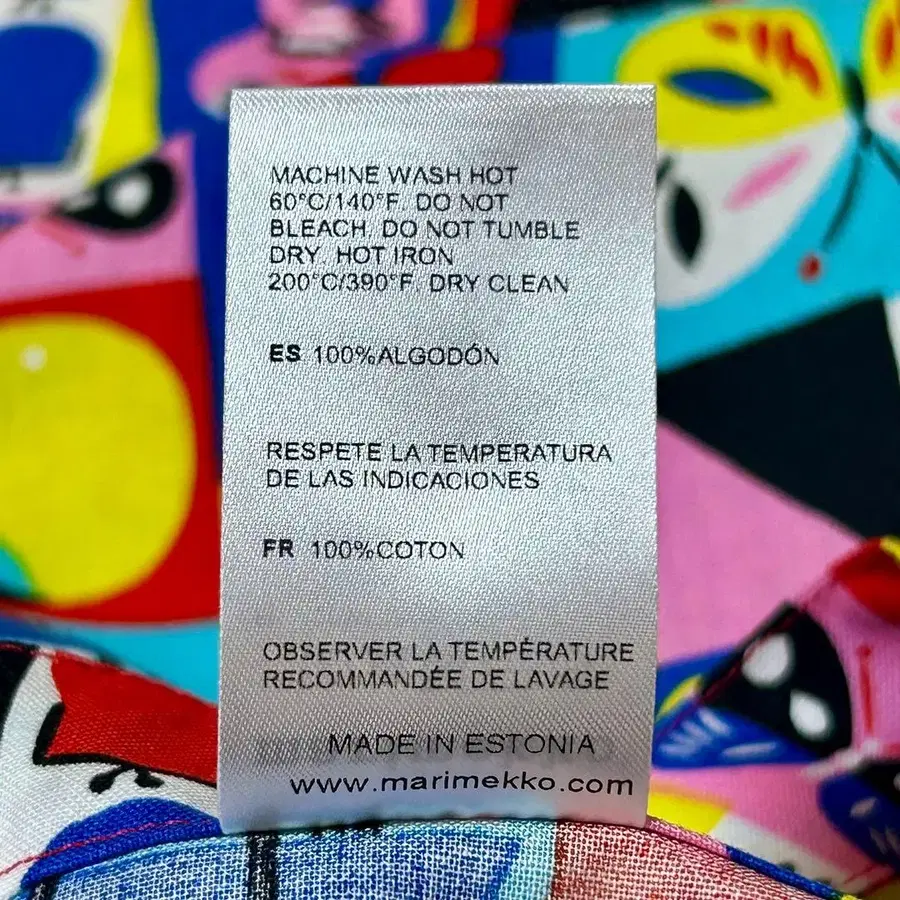 MACHINE WASH HOT
60°C/140°F. DO NOT
BLEACH. DO NOT TUMBLE
DRY. HOT IRON
200°C/390°F. DRY CLEAN
ES 100%ALGODÓN
RESPETE LA TEMPERATURA
DE LAS INDICACIONES
FR 100%COTON
OBSERVER LA TEMPÉRATURE
RECOMMANDÉE DE LAVAGE
MADE IN ESTONIA
www.marimekko.com